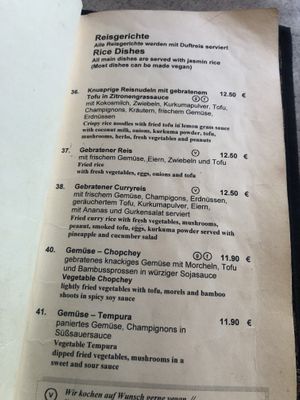 Reisgerichte
Alle Reisgerichte werden mit Duftreis serviert
Rice Dishes
All main dishes are served with jasmin rice
(Most dishes can be made vegan)
36. Knusprige Reisnudeln mit gebratenem
Tofu in Zitronengrassauce 12.50 €
mit Kokosmilch, Zwiebeln, Kurkumapulver, Tofu,
Champignons, Kräutern, frischem Gemüse,
Erdnüssen
Crispy rice noodles with fried tofu in lemon grass sauce
with coconut milk, onions, kurkuma powder, tofu,
mushrooms, herbs, fresh vegetables and peanuts
37. Gebratener Reis V 12.50 €
mit frischem Gemüse, Eiern, Zwiebeln und Tofu
Fried rice
with fresh vegetables, eggs, onions and tofu
38. Gebratener Curryreis V 12.50 €
mit frischem Gemüse, Champignons, Erdnüssen,
geräuchertem Tofu, Kurkumapulver, Eiern,
mit Ananas und Gurkensalat serviert
Fried curry rice with fresh vegetables, mushrooms,
peanut, smoked tofu, eggs, kurkuma powder served with
pineapple and cucumber salad
40. Gemüse – Chopchey 11.90 €
gebratenes knackiges Gemüse mit Morcheln, Tofu
und Bambussprossen in würziger Sojasauce
Vegetable Chopchey
lightly fried vegetables with tofu, morels and bamboo
shoots in spicy soy sauce
41. Gemüse – Tempura 11.90 €
paniertes Gemüse, Champignons in
Süßsauersauce
Vegetable Tempura
dipped fried vegetables, mushrooms in a
sweet and sour sauce
V Wir kochen auf Wunsch gerne vegan. //